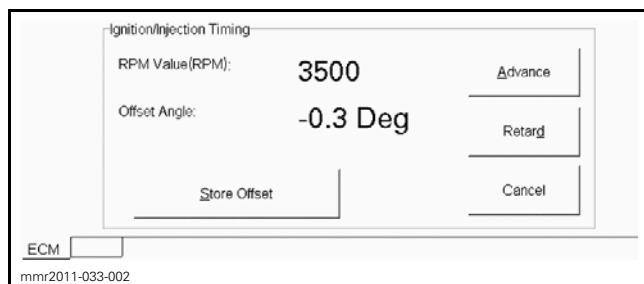 Ignition/Injection Timing
RPM Value(RPM): 3500
Advance
Offset Angle: -0.3 Deg
Retard
Store Offset
Cancel
ECM
mmr2011-033-002